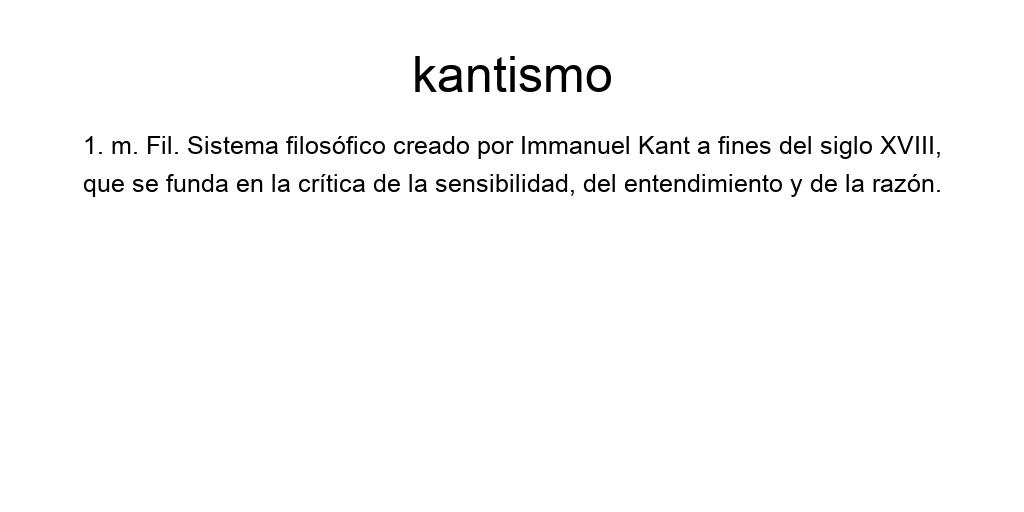 kantismo
1. m. Fil. Sistema filosófico creado por Immanuel Kant a fines del siglo XVIII,
que se funda en la crítica de la sensibilidad, del entendimiento y de la razón.